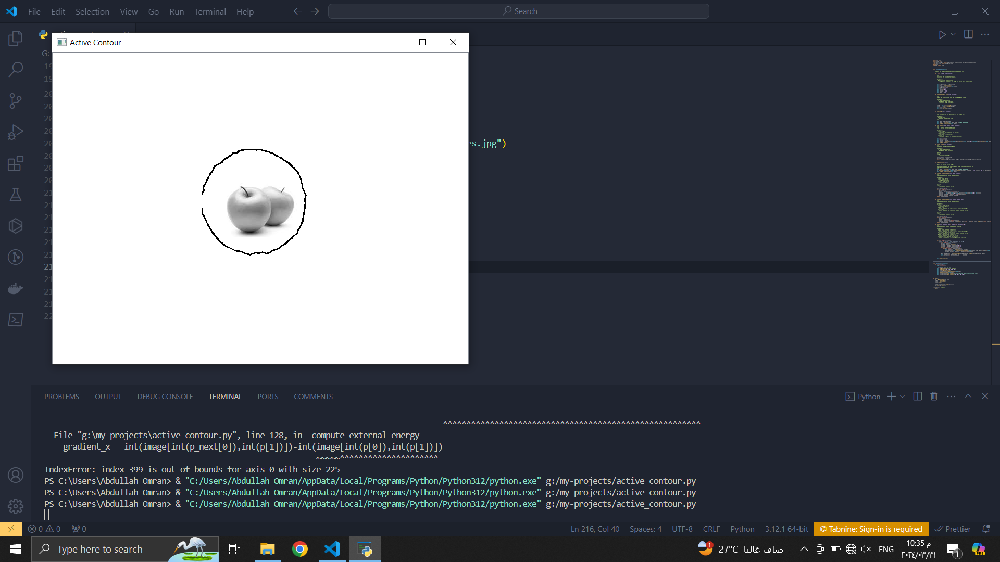 File Edit Selection View Go Run Terminal Help
Search
Active Contour
G:
19
19
20
20
20
20
20
20
20
20
21
21
21
21
21
21
21
21
21
21
22
es.jpg")
PROBLEMS OUTPUT DEBUG CONSOLE TERMINAL PORTS COMMENTS
Python
^^^^^^^^^^^^^^^^^^^^^^^^^^^^^^^^^^^^^^^^^^^^^^^^^^^^^^^
File "g:\my-projects\active_contour.py", line 128, in _compute_external_energy
gradient_x = int(image[int(p_next[0]),int(p[1])])-int(image[int(p[0]),int(p[1])])
~~~~~^^^^^^^^^^^^^^^^^^^^^
IndexError: index 399 is out of bounds for axis 0 with size 225
PS C:\Users\Abdullah Omran> & "C:/Users/Abdullah Omran/AppData/Local/Programs/Python/Python312/python.exe" g:/my-projects/active_contour.py
PS C:\Users\Abdullah Omran> & "C:/Users/Abdullah Omran/AppData/Local/Programs/Python/Python312/python.exe" g:/my-projects/active_contour.py
PS C:\Users\Abdullah Omran> & "C:/Users/Abdullah Omran/AppData/Local/Programs/Python/Python312/python.exe" g:/my-projects/active_contour.py
0 0 0 Ln 216, Col 40 Spaces: 4 UTF-8 CRLF Python 3.12.1 64-bit Tabnine: Sign-in is required Prettier
Type here to search
1 27°C صافٍ غالبًا ENG 10:35 م 1 PRE
٢٠٢٤/٠٣/٣١